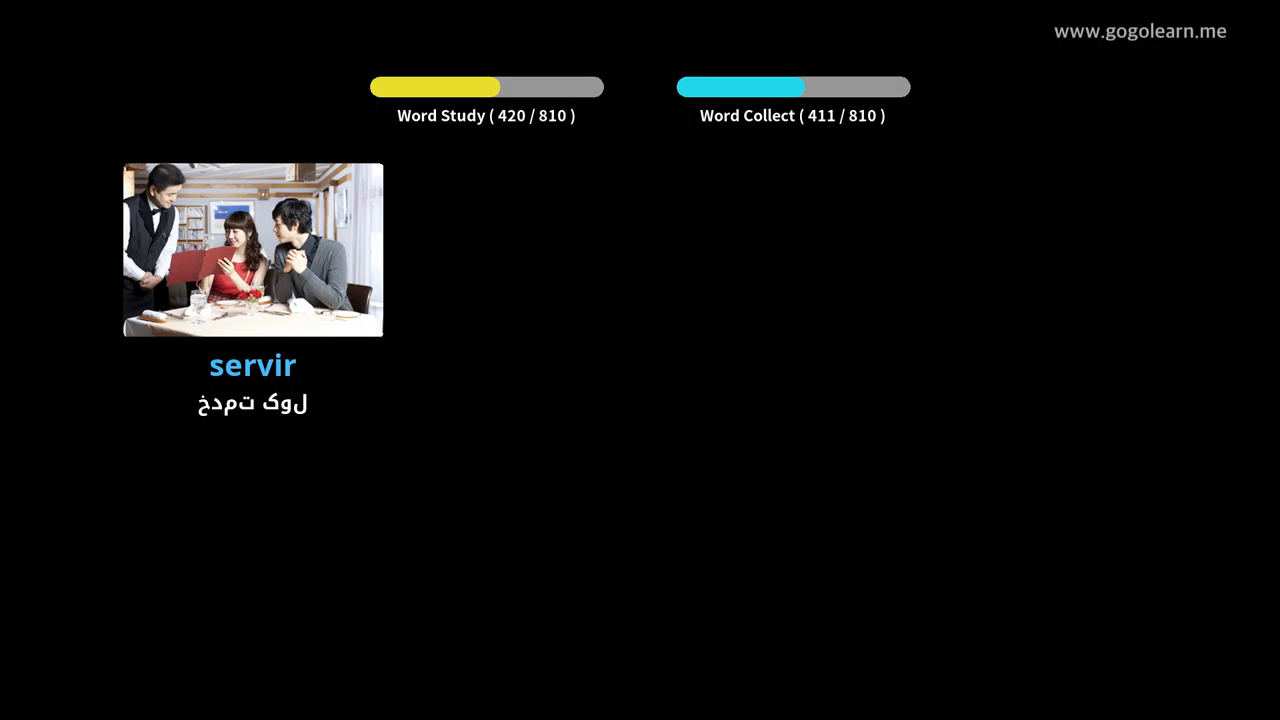 www.gogolearn.me
Word Study ( 420 / 810 )
Word Collect ( 411 / 810 )
servir
خدمت کول